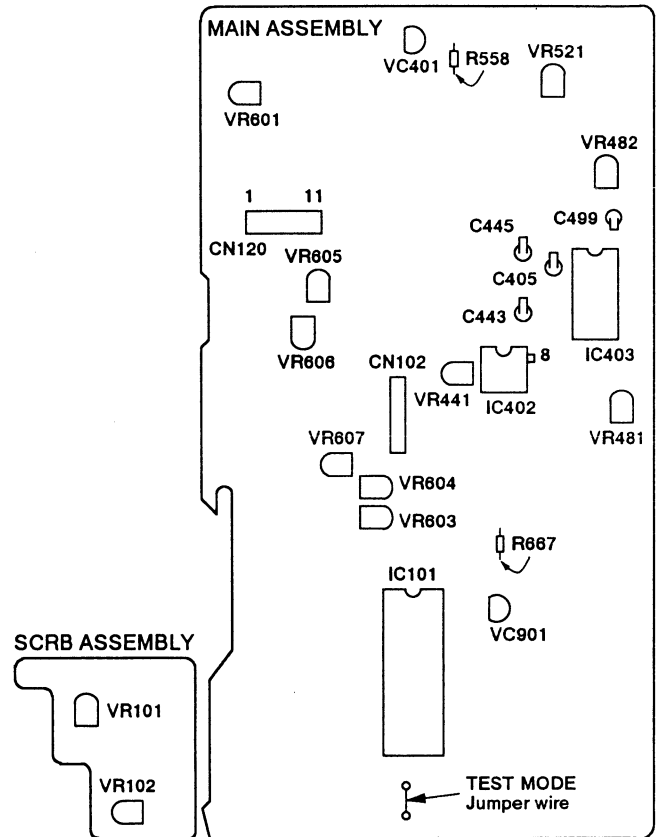 MAIN ASSEMBLY
VC401
R558
VR521
VR601
VR482
1 11
C445
C499
CN120
VR605
C405
C443
IC403
VR606
CN102
8
VR441
IC402
VR481
VR607
VR604
VR603
R667
IC101
VC901
SCRB ASSEMBLY
VR101
VR102
TEST MODE
Jumper wire